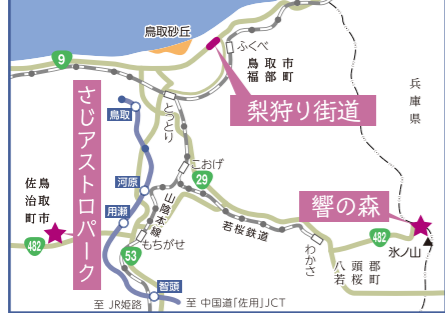 鳥取砂丘
ふくべ
9
鳥取市
福部町
梨狩り街道
兵庫県
さじアストロパーク
とっとり
鳥取
こおげ
29
河原
鳥取市
佐治町
482
用瀬
山陰本線
もちがせ
53
若桜鉄道
わかさ
響の森
482
氷ノ山
八頭郡
若桜町
智頭
至 JR姫路
至 中国道「佐用」JCT